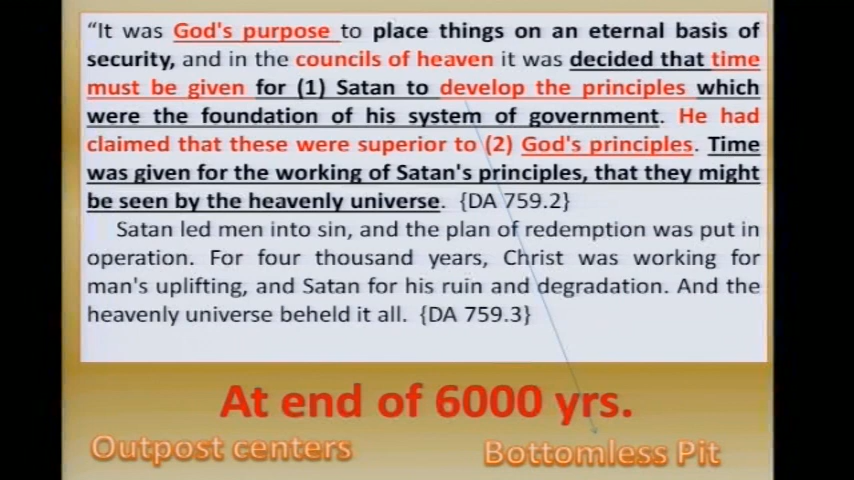 “It was God's purpose to place things on an eternal basis of
security, and in the councils of heaven it was decided that time
must be given for (1) Satan to develop the principles which
were the foundation of his system of government. He had
claimed that these were superior to (2) God's principles. Time
was given for the working of Satan's principles, that they might
be seen by the heavenly universe. {DA 759.2}
Satan led men into sin, and the plan of redemption was put in
operation. For four thousand years, Christ was working for
man's uplifting, and Satan for his ruin and degradation. And the
heavenly universe beheld it all. {DA 759.3}
At end of 6000 yrs.
Outpost centers
Bottomless Pit